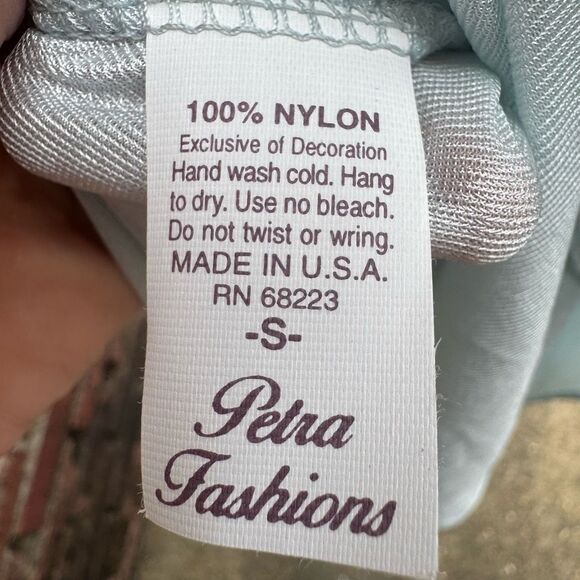 100% NYLON
Exclusive of Decoration
Hand wash cold. Hang
to dry. Use no bleach.
Do not twist or wring.
MADE IN U.S.A.
RN 68223
-S-
Petra
Fashions